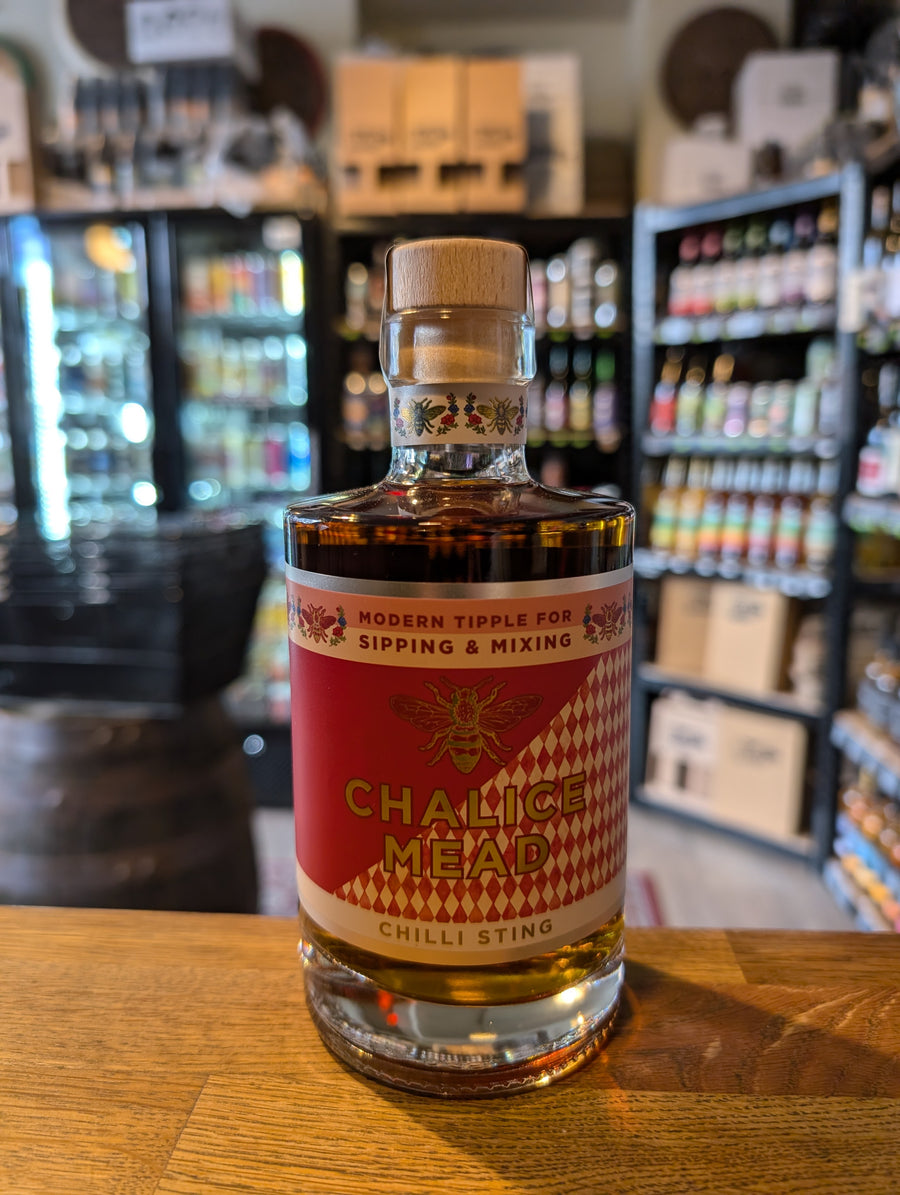 MODERN TIPPLE FOR
SIPPING & MIXING
CHALICE
MEAD
CHILLI STING